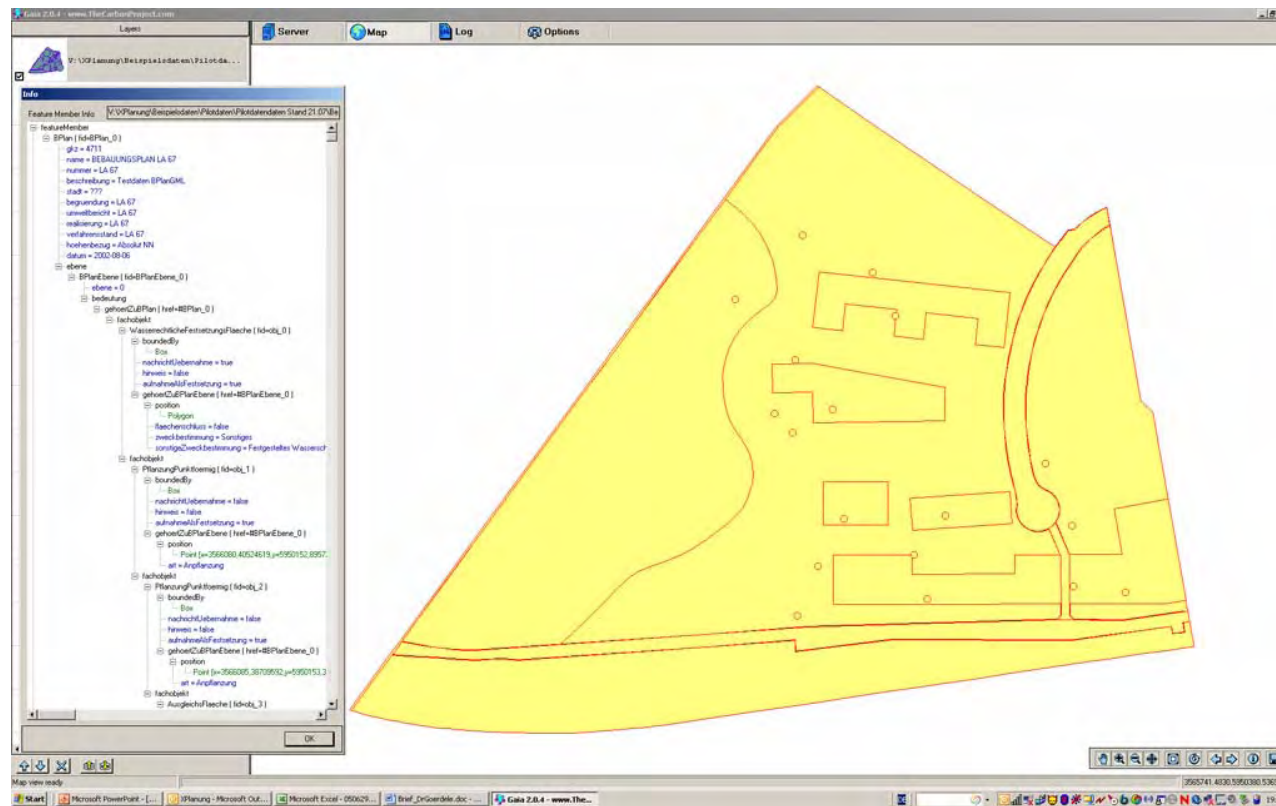 Gaia 2.0.4 - www.TheCarbonProject.com
Layers
Server
Map
Log
Options
V:\XPlanung\Beispielsdaten\Pilotda...
Info
Feature Member Info
V:\XPlanung\Beispielsdaten\Pilotdaten\Pilotdatendaten Stand 21.07\Be
featureMember
BPlan ( fid=BPlan_0 )
gkz = 4711
name = BEBAUUNGSPLAN LA 67
nummer = LA 67
beschreibung = Testdaten BPlanGML
stadt = ???
begruendung = LA 67
umweltbericht = LA 67
realisierung = LA 67
verfahrensstand = LA 67
hoehenbezug = Absolut NN
datum = 2002-08-06
ebene
BPlanEbene ( fid=BPlanEbene_0 )
ebene = 0
bedeutung
gehoertZuBPlan ( href=#BPlan_0 )
fachobjekt
WasserrechtlicheFestsetzungsFlaeche ( fid=obj_0 )
boundedBy
Box
nachrichtUebernahme = true
hinweis = false
aufnahmeAlsFestsetzung = true
gehoertZuBPlanEbene ( href=#BPlanEbene_0 )
position
Polygon
flaechenschluss = false
zweckbestimmung = Sonstiges
sonstigeZweckbestimmung = Festgestelltes Wasserscht
fachobjekt
PflanzungPunktfoermig ( fid=obj_1 )
boundedBy
Box
nachrichtUebernahme = false
hinweis = false
aufnahmeAlsFestsetzung = true
gehoertZuBPlanEbene ( href=#BPlanEbene_0 )
position
Point [x=3566080,40524619,y=5950152,8957
art = Anpflanzung
fachobjekt
PflanzungPunktfoermig ( fid=obj_2 )
boundedBy
Box
nachrichtUebernahme = false
hinweis = false
aufnahmeAlsFestsetzung = true
gehoertZuBPlanEbene ( href=#BPlanEbene_0 )
position
Point [x=3566085,38709592,y=5950153,3
art = Anpflanzung
fachobjekt
AusgleichsFlaeche ( fid=obj_3 )
OK
Map view ready
3565741.4830,5950380.5365
Start
Microsoft PowerPoint - [...
XPlanung - Microsoft Out...
Microsoft Excel - 050629...
Brief_DrGoerdele.doc - ...
Gaia 2.0.4 - www.The...